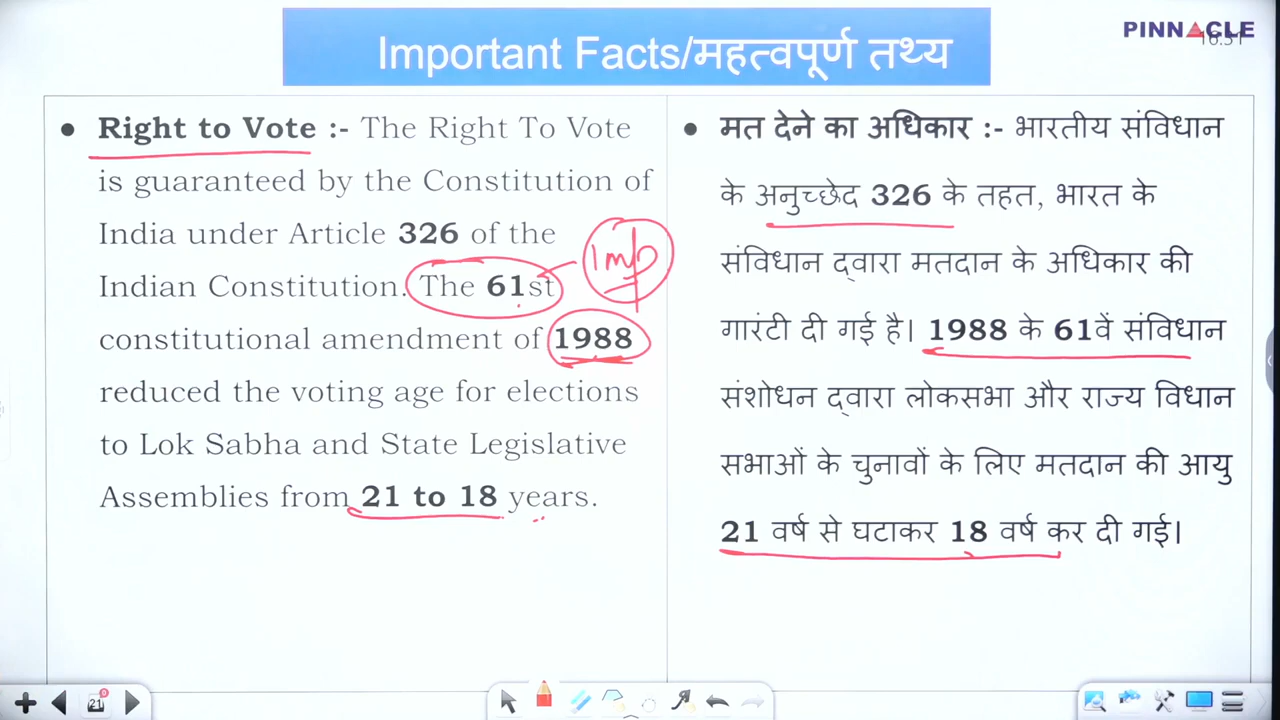 Important Facts/महत्वपूर्ण तथ्य
PINNACLE
● Right to Vote :- The Right To Vote
is guaranteed by the Constitution of
India under Article 326 of the
Indian Constitution. The 61st
constitutional amendment of 1988
reduced the voting age for elections
to Lok Sabha and State Legislative
Assemblies from 21 to 18 years.
Imp
● मत देने का अधिकार :- भारतीय संविधान
के अनुच्छेद 326 के तहत, भारत के
संविधान द्वारा मतदान के अधिकार की
गारंटी दी गई है। 1988 के 61वें संविधान
संशोधन द्वारा लोकसभा और राज्य विधान
सभाओं के चुनावों के लिए मतदान की आयु
21 वर्ष से घटाकर 18 वर्ष कर दी गई।
21
9